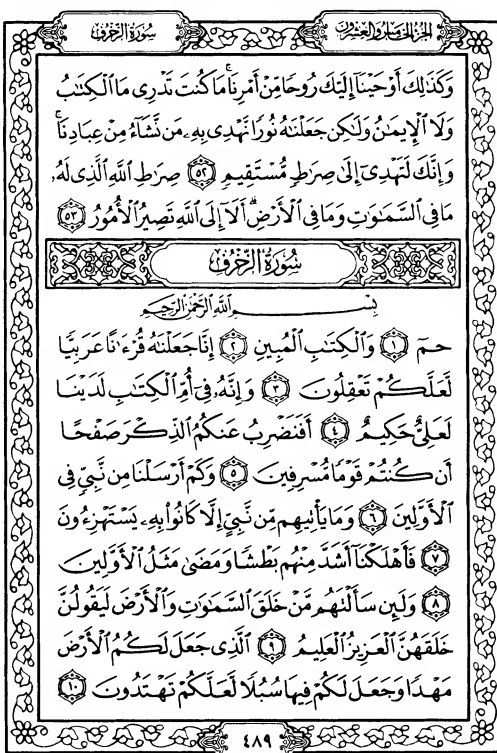 الجزء الخامس والعشرون
سورة الزخرف
وَكَذَٰلِكَ أَوْحَيْنَآ إِلَيْكَ رُوحًا مِّنْ أَمْرِنَا ۚ مَا كُنتَ تَدْرِى مَا ٱلْكِتَـٰبُ
وَلَا ٱلْإِيمَـٰنُ وَلَـٰكِن جَعَلْنَـٰهُ نُورًا نَّهْدِى بِهِۦ مَن نَّشَآءُ مِنْ عِبَادِنَا ۚ
وَإِنَّكَ لَتَهْدِىٓ إِلَىٰ صِرَٰطٍ مُّسْتَقِيمٍ ٥٢ صِرَٰطِ ٱللَّهِ ٱلَّذِى لَهُۥ
مَا فِى ٱلسَّمَـٰوَٰتِ وَمَا فِى ٱلْأَرْضِ ۗ أَلَآ إِلَى ٱللَّهِ تَصِيرُ ٱلْأُمُورُ ٥٣
سُورَةُ الزُّخْرُفِ
بِسْمِ ٱللَّهِ ٱلرَّحْمَـٰنِ ٱلرَّحِيمِ
حمٓ ١ وَٱلْكِتَـٰبِ ٱلْمُبِينِ ٢ إِنَّا جَعَلْنَـٰهُ قُرْءَٰنًا عَرَبِيًّا
لَّعَلَّكُمْ تَعْقِلُونَ ٣ وَإِنَّهُۥ فِىٓ أُمِّ ٱلْكِتَـٰبِ لَدَيْنَا
لَعَلِىٌّ حَكِيمٌ ٤ أَفَنَضْرِبُ عَنكُمُ ٱلذِّكْرَ صَفْحًا
أَن كُنتُمْ قَوْمًا مُّسْرِفِينَ ٥ وَكَمْ أَرْسَلْنَا مِن نَّبِىٍّ فِى
ٱلْأَوَّلِينَ ٦ وَمَا يَأْتِيهِم مِّن نَّبِىٍّ إِلَّا كَانُوا۟ بِهِۦ يَسْتَهْزِءُونَ
٧ فَأَهْلَكْنَآ أَشَدَّ مِنْهُم بَطْشًا وَمَضَىٰ مَثَلُ ٱلْأَوَّلِينَ
٨ وَلَئِن سَأَلْتَهُم مَّنْ خَلَقَ ٱلسَّمَـٰوَٰتِ وَٱلْأَرْضَ لَيَقُولُنَّ
خَلَقَهُنَّ ٱلْعَزِيزُ ٱلْعَلِيمُ ٩ ٱلَّذِى جَعَلَ لَكُمُ ٱلْأَرْضَ
مَهْدًا وَجَعَلَ لَكُمْ فِيهَا سُبُلًا لَّعَلَّكُمْ تَهْتَدُونَ ١٠
٤٨٩